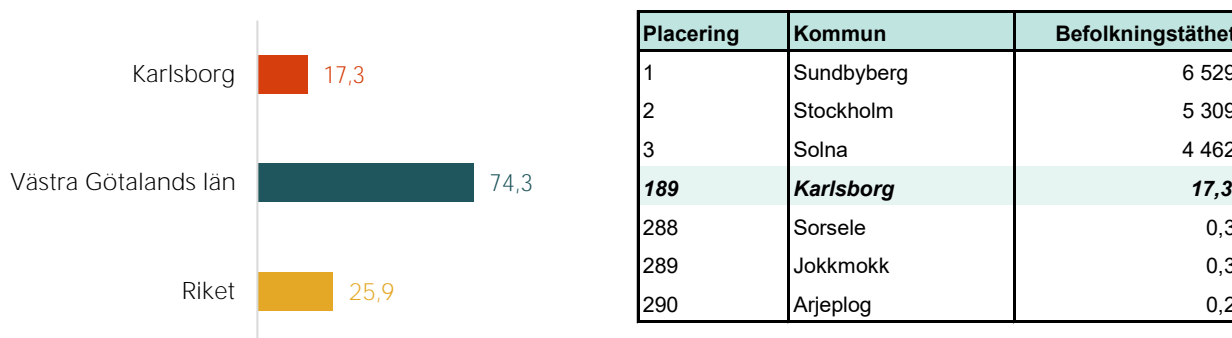 Karlsborg 17,3
Västra Götalands län 74,3
Riket 25,9
Placering Kommun Befolkningstäthet
1 Sundbyberg 6 529
2 Stockholm 5 309
3 Solna 4 462
189 Karlsborg 17,3
288 Sorsele 0,3
289 Jokkmokk 0,3
290 Arjeplog 0,2